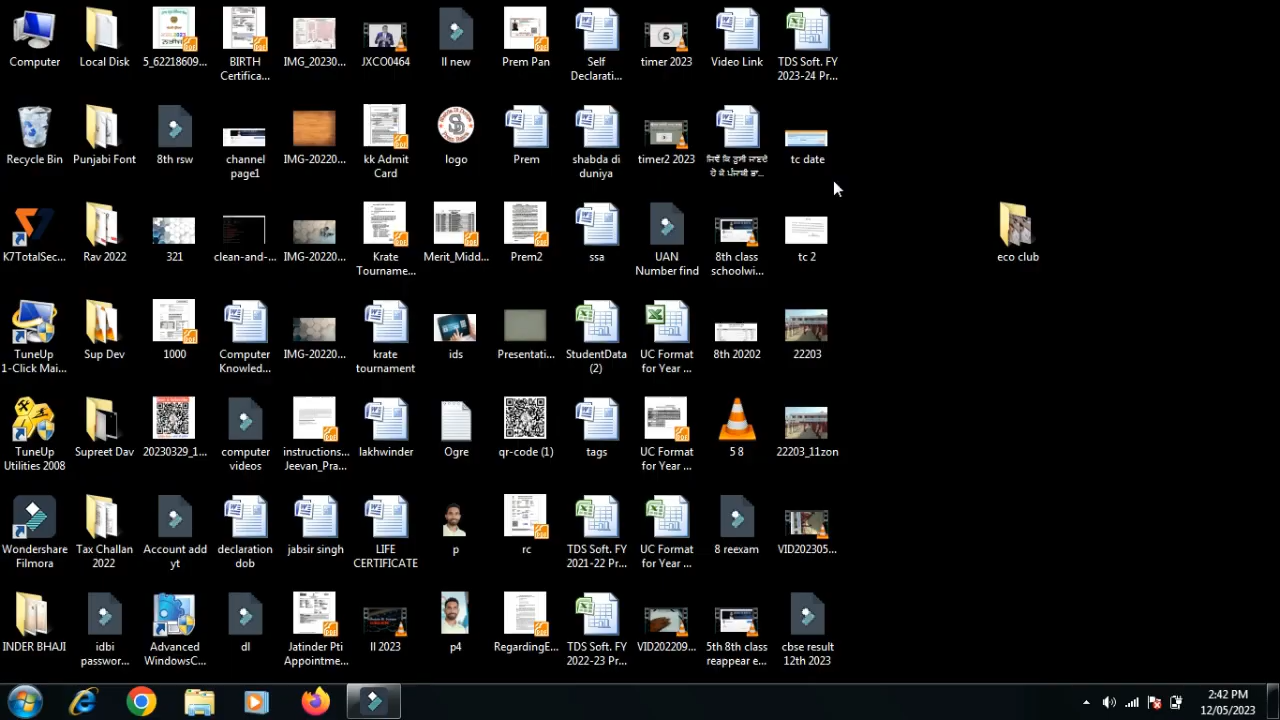 Computer
Local Disk
5_62218609...
BIRTH
Certifica...
IMG_20230...
JXCO0464
ll new
Prem Pan
Self
Declarati...
timer 2023
Video Link
TDS Soft. FY
2023-24 Pr...
Recycle Bin
Punjabi Font
8th rsw
channel
page1
IMG-20220...
kk Admit
Card
logo
Prem
shabda di
duniya
timer2 2023
ਜਿਵੇਂ ਕਿ ਤੁਸੀਂ ਜਾਣਦੇ
ਹੋ ਕੇ ਪੰਜਾਬੀ ਭਾ...
tc date
K7TotalSec...
Rav 2022
321
clean-and-...
IMG-20220...
Krate
Tourname...
Merit_Midd...
Prem2
ssa
UAN
Number find
8th class
schoolwi...
tc 2
eco club
TuneUp
1-Click Mai...
Sup Dev
1000
Computer
Knowled...
IMG-20220...
krate
tournament
ids
Presentati...
StudentData
(2)
UC Format
for Year ...
8th 20202
22203
TuneUp
Utilities 2008
Supreet Dav
20230329_1...
computer
videos
instructions...
Jeevan_Pra...
lakhwinder
Ogre
qr-code (1)
tags
UC Format
for Year ...
5 8
22203_11zon
Wondershare
Filmora
Tax Challan
2022
Account add
yt
declaration
dob
jabsir singh
LIFE
CERTIFICATE
p
rc
TDS Soft. FY
2021-22 Pr...
UC Format
for Year ...
8 reexam
VID202305...
INDER BHAJI
idbi
passwor...
Advanced
WindowsC...
dl
Jatinder Pti
Appointme...
ll 2023
p4
RegardingE...
TDS Soft. FY
2022-23 Pr...
VID202209...
5th 8th class
reappear e...
cbse result
12th 2023
2:42 PM
12/05/2023